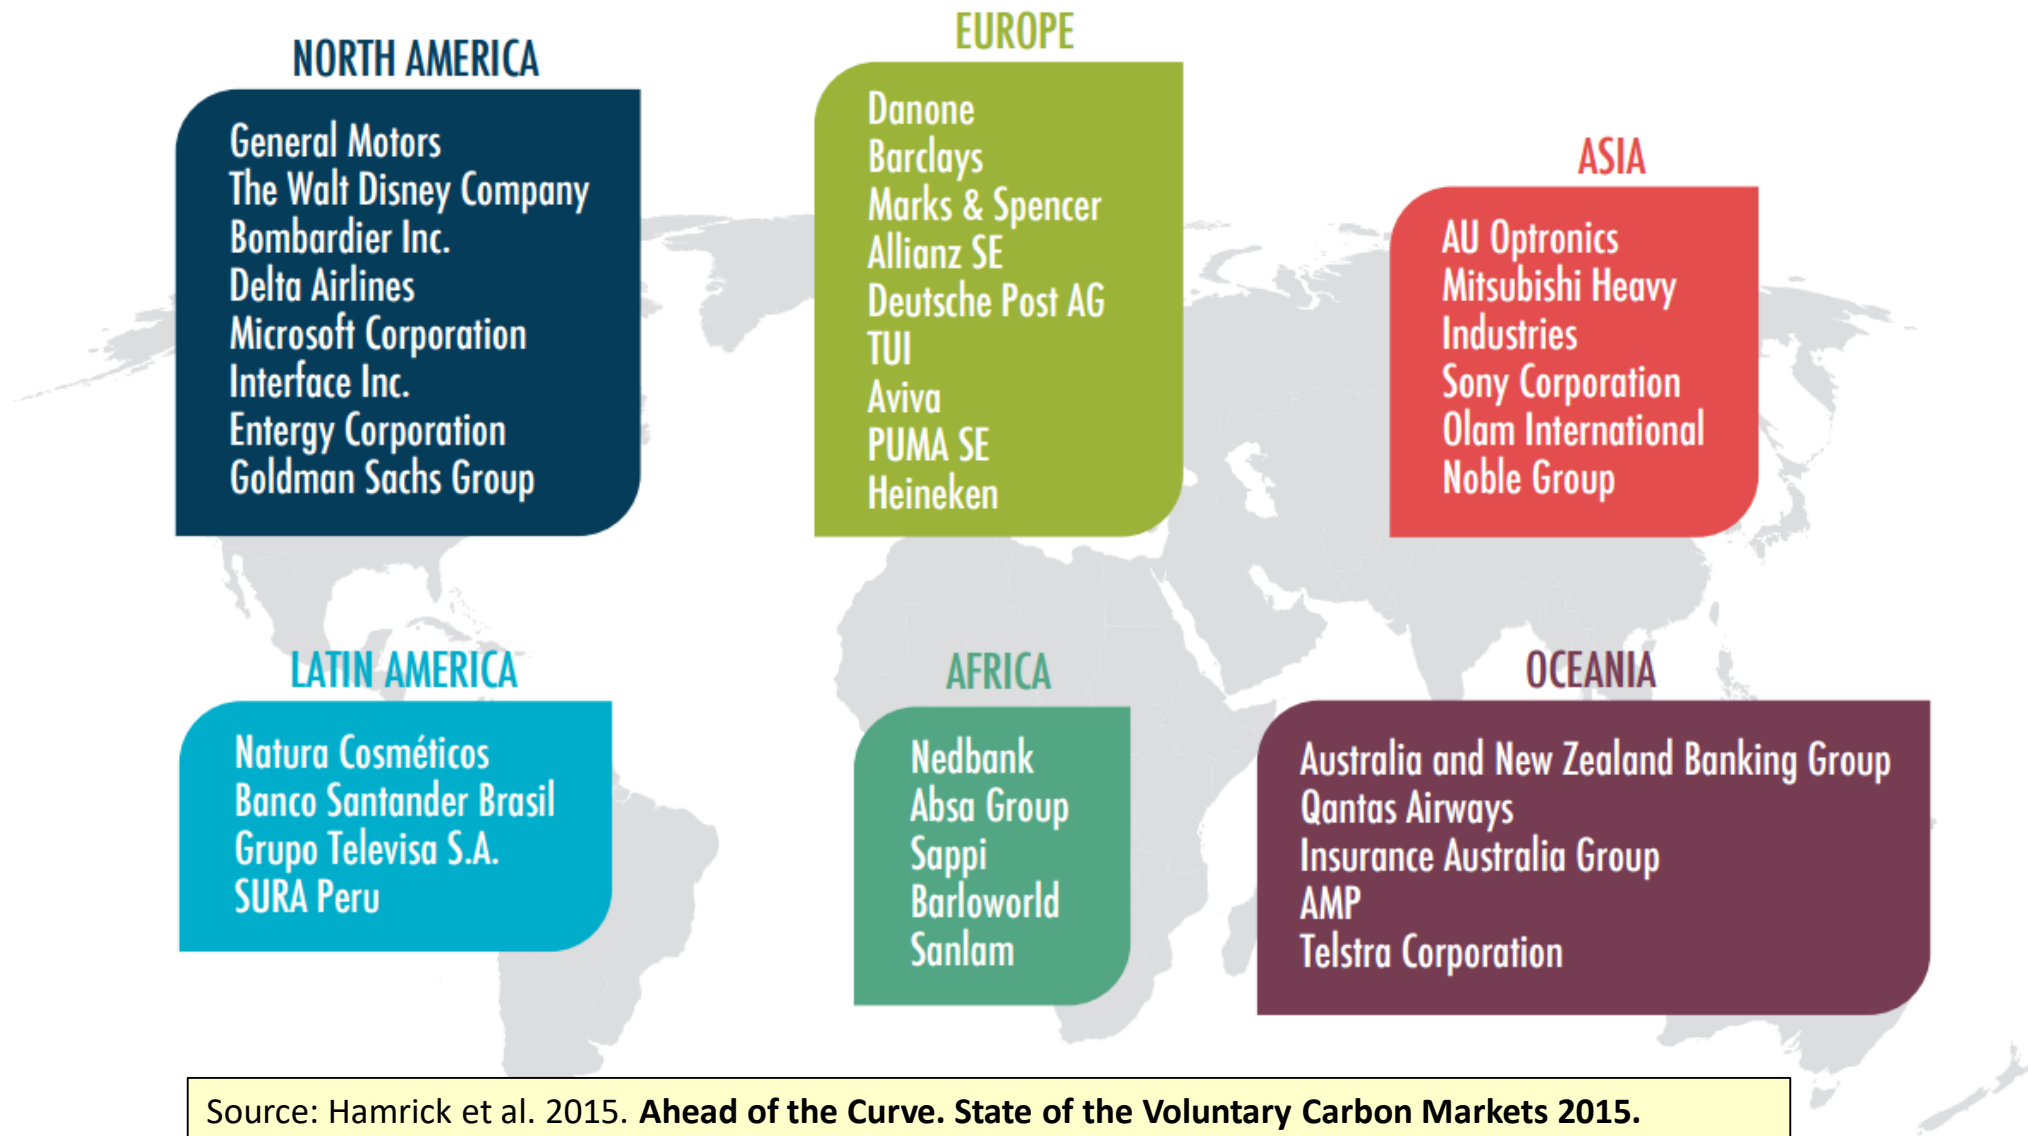 NORTH AMERICA
General Motors
The Walt Disney Company
Bombardier Inc.
Delta Airlines
Microsoft Corporation
Interface Inc.
Entergy Corporation
Goldman Sachs Group
EUROPE
Danone
Barclays
Marks & Spencer
Allianz SE
Deutsche Post AG
TUI
Aviva
PUMA SE
Heineken
ASIA
AU Optronics
Mitsubishi Heavy
Industries
Sony Corporation
Olam International
Noble Group
LATIN AMERICA
Natura Cosméticos
Banco Santander Brasil
Grupo Televisa S.A.
SURA Peru
AFRICA
Nedbank
Absa Group
Sappi
Barloworld
Sanlam
OCEANIA
Australia and New Zealand Banking Group
Qantas Airways
Insurance Australia Group
AMP
Telstra Corporation
Source: Hamrick et al. 2015. Ahead of the Curve. State of the Voluntary Carbon Markets 2015.